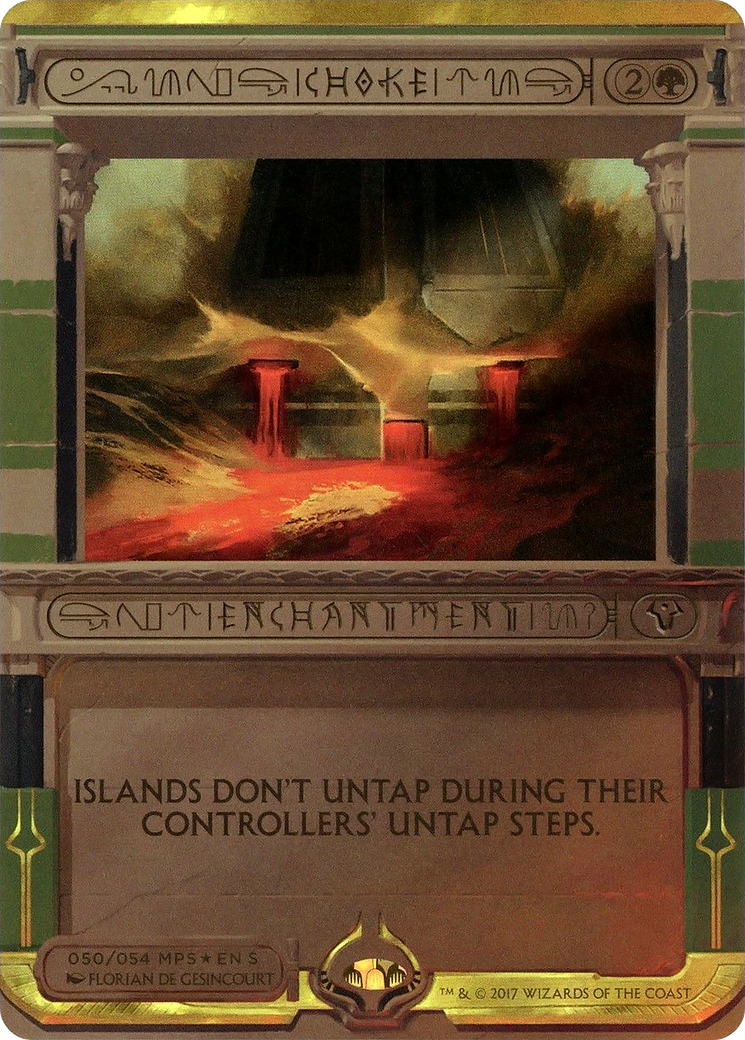 CHOKE 2
ENCHANTMENT
ISLANDS DON'T UNTAP DURING THEIR
CONTROLLERS' UNTAP STEPS.
050/054 MPS★EN S
FLORIAN DE GESINCOURT
™ & © 2017 WIZARDS OF THE COAST